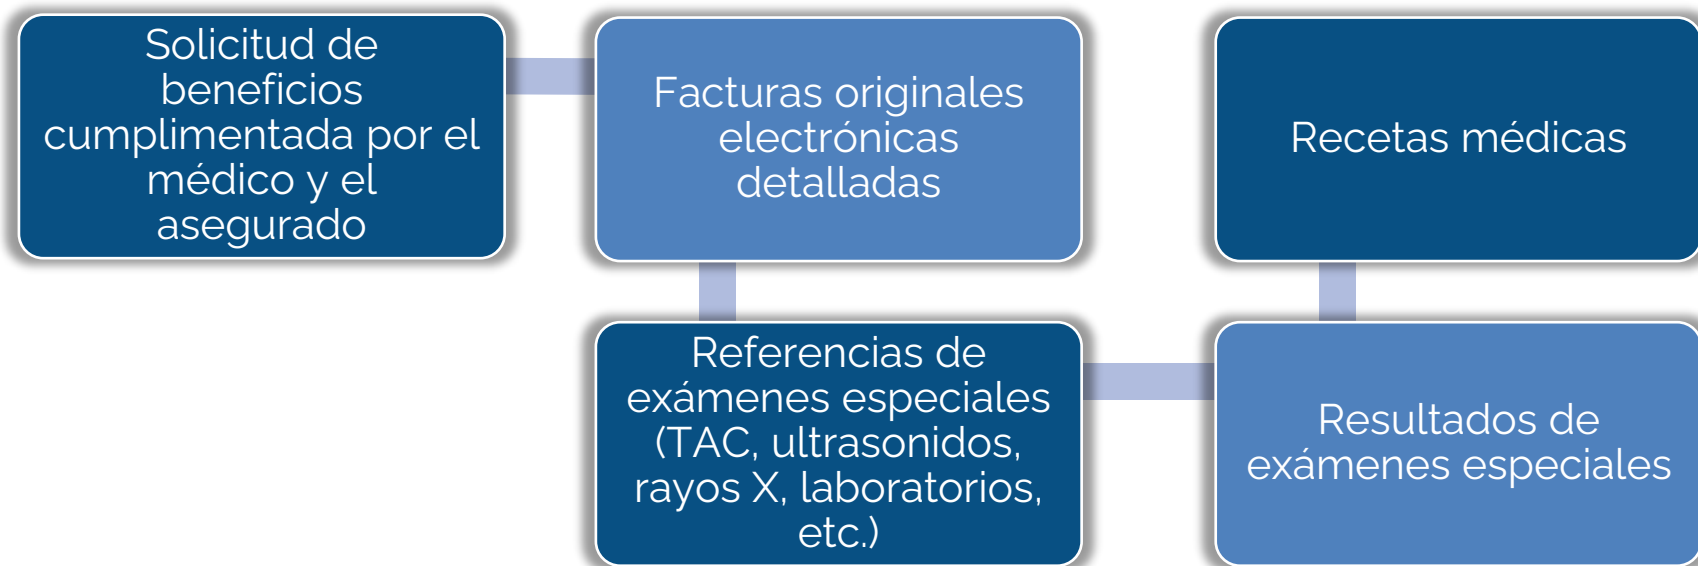 Solicitud de
beneficios
cumplimentada por el
médico y el
asegurado
Facturas originales
electrónicas
detalladas
Referencias de
exámenes especiales
(TAC, ultrasonidos,
rayos X, laboratorios,
etc.)
Resultados de
exámenes especiales
Recetas médicas